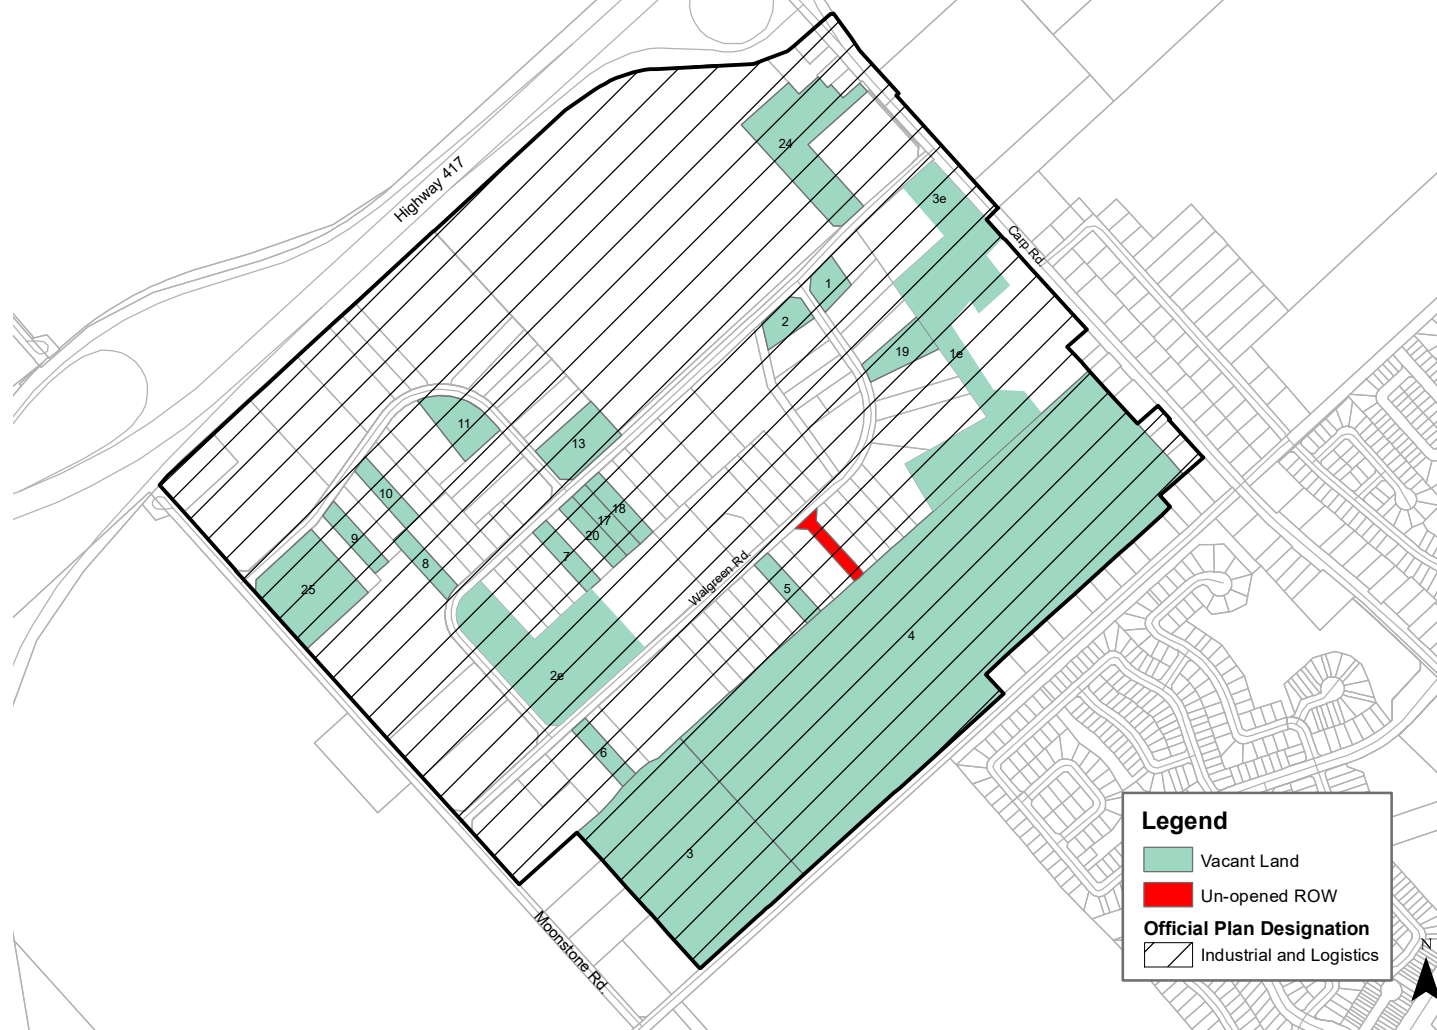 24
Highway 417
3e
Carp Rd.
1
2
19
1e
11
13
10
18
17
20
9
7
8
25
Walgreen Rd.
5
4
2e
6
3
Moonstone Rd.
Legend
Vacant Land
Un-opened ROW
Official Plan Designation
Industrial and Logistics
N